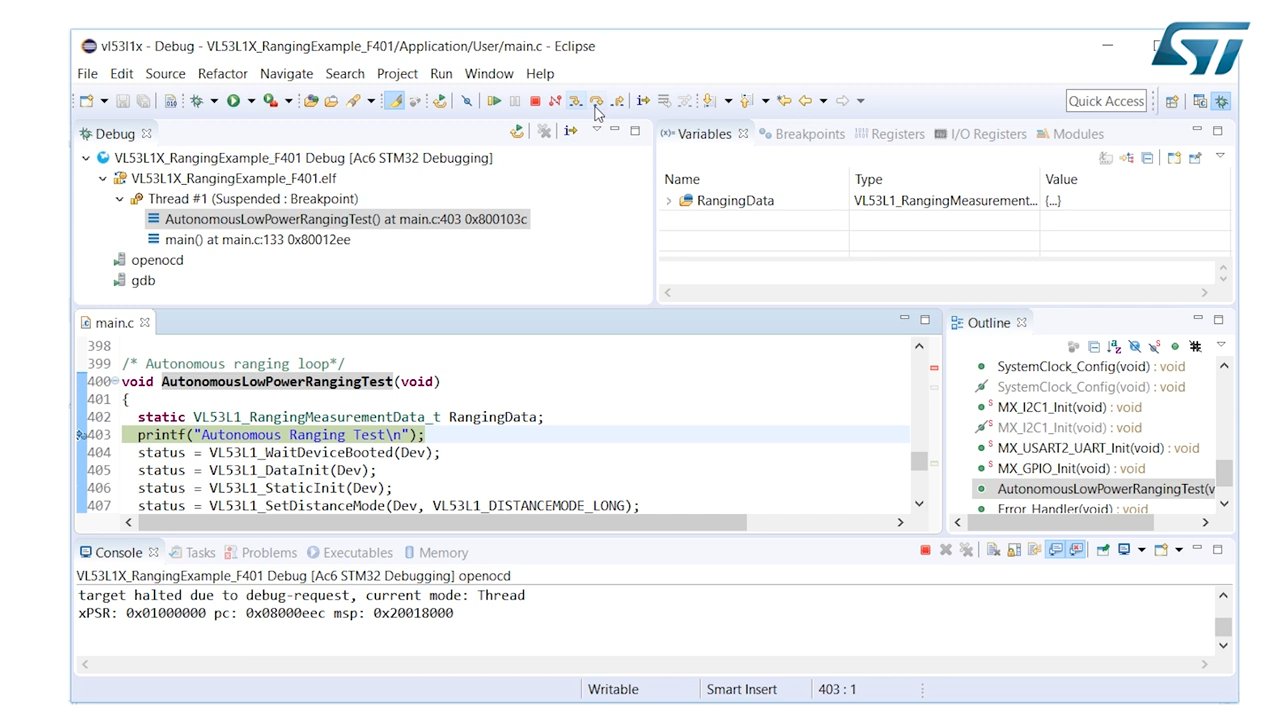 ST
vl53l1x - Debug - VL53L1X_RangingExample_F401/Application/User/main.c - Eclipse
File Edit Source Refactor Navigate Search Project Run Window Help
Quick Access
Debug
VL53L1X_RangingExample_F401 Debug [Ac6 STM32 Debugging]
VL53L1X_RangingExample_F401.elf
Thread #1 (Suspended : Breakpoint)
AutonomousLowPowerRangingTest() at main.c:403 0x800103c
main() at main.c:133 0x80012ee
openocd
gdb
(x)= Variables Breakpoints Registers I/O Registers Modules
Name Type Value
RangingData VL53L1_RangingMeasurement... {...}
main.c
398
399 /* Autonomous ranging loop*/
400 void AutonomousLowPowerRangingTest(void)
401 {
402 static VL53L1_RangingMeasurementData_t RangingData;
403 printf("Autonomous Ranging Test\n");
404 status = VL53L1_WaitDeviceBooted(Dev);
405 status = VL53L1_DataInit(Dev);
406 status = VL53L1_StaticInit(Dev);
407 status = VL53L1_SetDistanceMode(Dev, VL53L1_DISTANCEMODE_LONG);
Outline
SystemClock_Config(void) : void
SystemClock_Config(void) : void
MX_I2C1_Init(void) : void
MX_I2C1_Init(void) : void
MX_USART2_UART_Init(void) : void
MX_GPIO_Init(void) : void
AutonomousLowPowerRangingTest(v
Error_Handler(void) : void
Console Tasks Problems Executables Memory
VL53L1X_RangingExample_F401 Debug [Ac6 STM32 Debugging] openocd
target halted due to debug-request, current mode: Thread
xPSR: 0x01000000 pc: 0x08000eec msp: 0x20018000
Writable Smart Insert 403 : 1